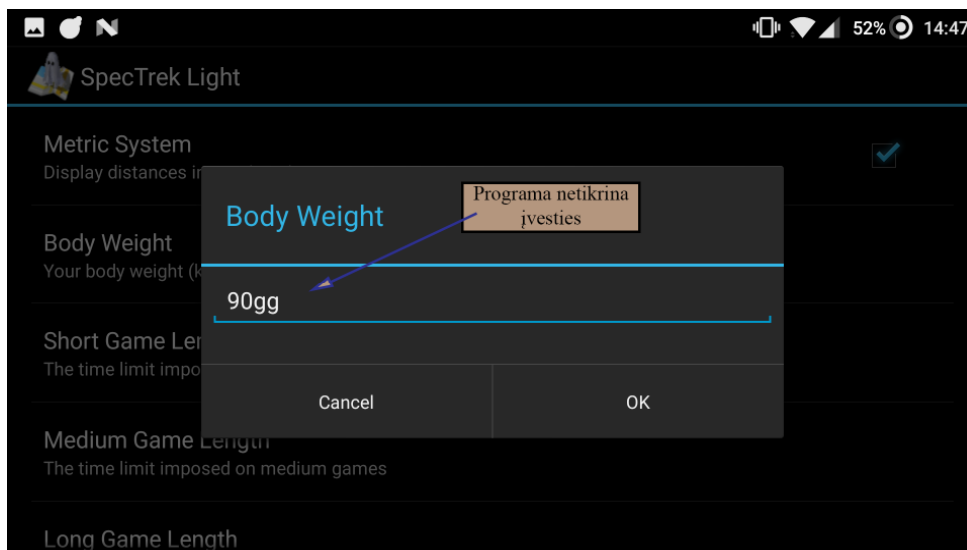 52% 14:47
SpecTrek Light
Metric System
Display distances in
Body Weight
Programa netikrina
įvesties
Body Weight
Your body weight (k
90gg
Short Game Len
The time limit impo
Cancel OK
Medium Game Length
The time limit imposed on medium games
Long Game Length